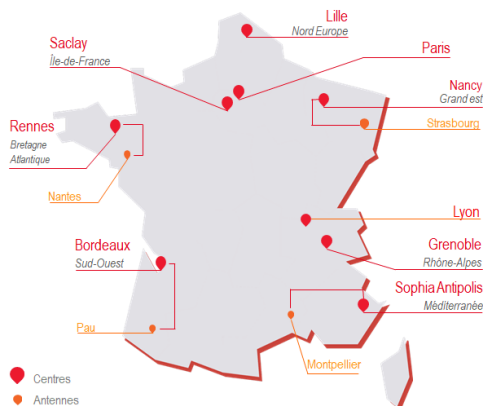 Lille
Nord Europe
Saclay
Île-de-France
Paris
Nancy
Grand est
Strasbourg
Rennes
Bretagne
Atlantique
Nantes
Lyon
Bordeaux
Sud-Ouest
Grenoble
Rhône-Alpes
Sophia Antipolis
Méditerranée
Pau
Montpellier
Centres
Antennes